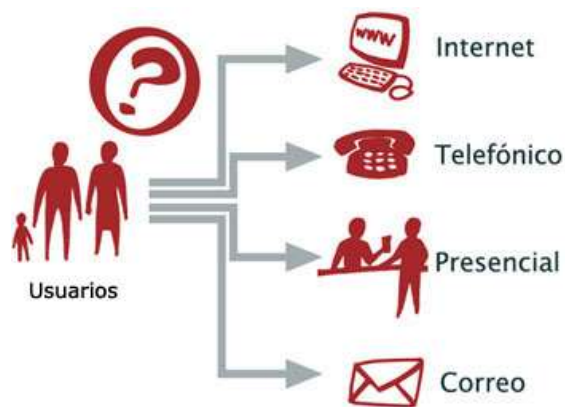 www
Internet
Telefónico
Presencial
Usuarios
Correo